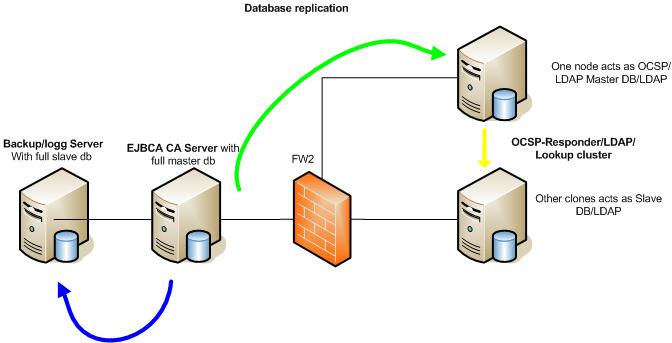 Database replication
One node acts as OCSP/
LDAP Master DB/LDAP
Backup/logg Server
With full slave db
EJBCA CA Server with
full master db
FW2
OCSP-Responder/LDAP/
Lookup cluster
Other clones acts as Slave
DB/LDAP